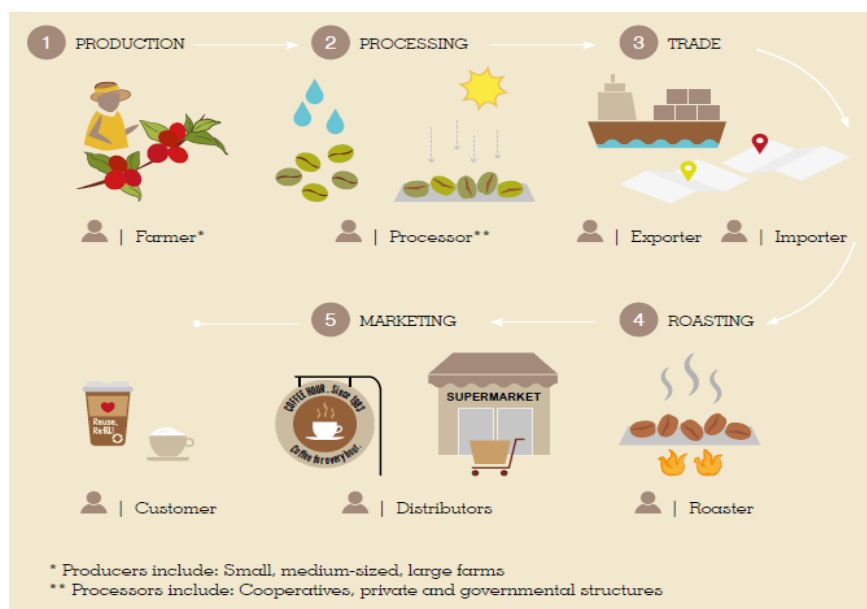 1 PRODUCTION
2 PROCESSING
3 TRADE
| Farmer*
| Processor**
| Exporter
| Importer
5 MARKETING
4 ROASTING
COFFEE HOUR . Since 1983
Coffee for every hour.
SUPERMARKET
Reuse,
Refill!
| Customer
| Distributors
| Roaster
* Producers include: Small, medium-sized, large farms
** Processors include: Cooperatives, private and governmental structures